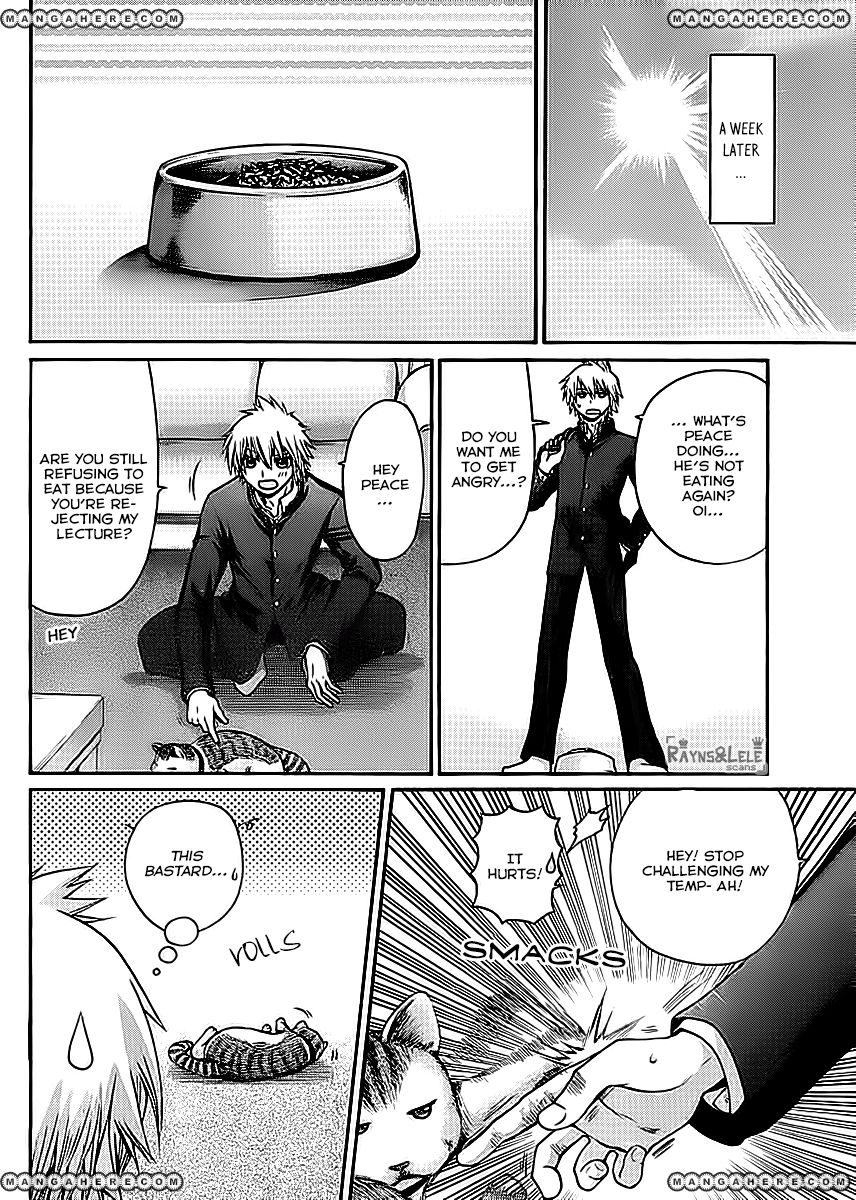 MANGAHERE.COM
MANGAHERE.COM
A WEEK
LATER
...
... WHAT'S
PEACE
DOING...
HE'S NOT
EATING
AGAIN?
OI...
DO YOU
WANT ME
TO GET
ANGRY...?
HEY
PEACE
...
ARE YOU STILL
REFUSING TO
EAT BECAUSE
YOU'RE RE-
JECTING MY
LECTURE?
HEY
RAYNS&LELE
scans
HEY! STOP
CHALLENGING MY
TEMP- AH!
IT
HURTS!
SMACKS
THIS
BASTARD...
rOLLS
MANGAHERE.COM
MANGAHERE.COM